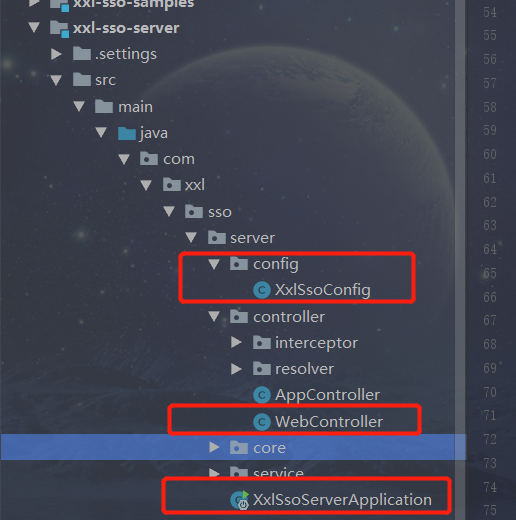 xxl-sso-samples
xxl-sso-server
.settings
src
main
java
com
xxl
sso
server
config
XxlSsoConfig
controller
interceptor
resolver
AppController
WebController
core
service
XxlSsoServerApplication
54
55
56
57
58
59
60
61
62
63
64
65
66
67
68
69
70
71
72
73
74
75